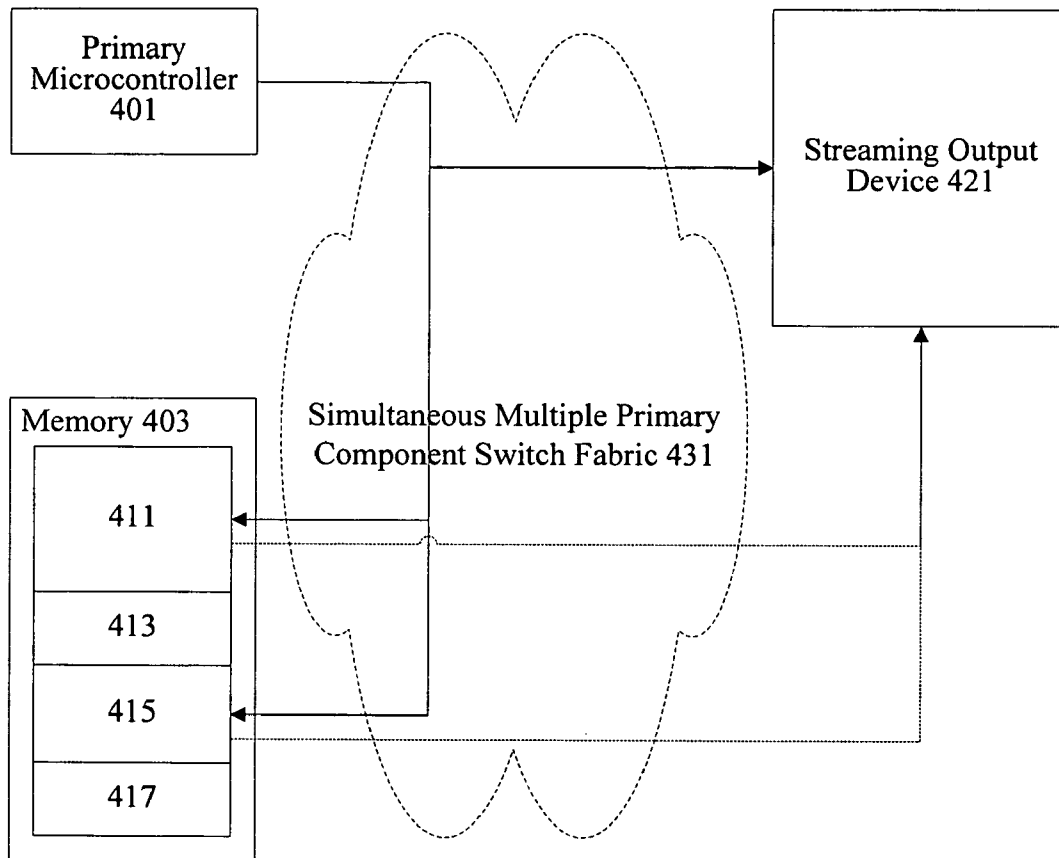 Primary
Microcontroller
401
Streaming Output
Device 421
Memory 403
Simultaneous Multiple Primary
Component Switch Fabric 431
411
413
415
417